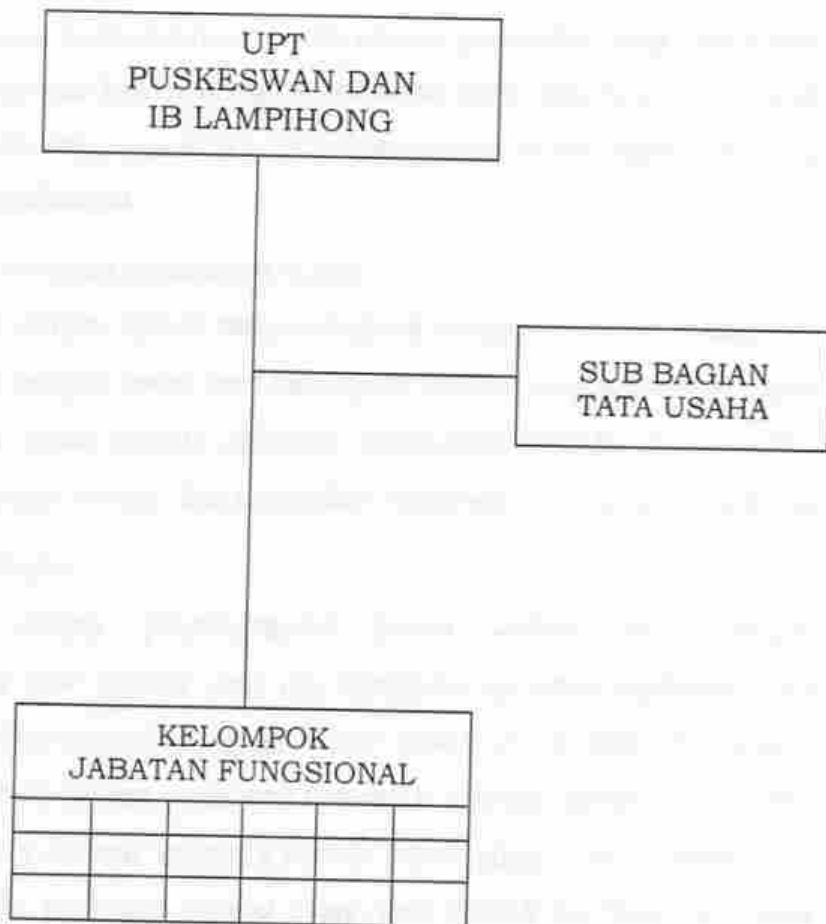 UPT
PUSKESWAN DAN
IB LAMPIHONG
SUB BAGIAN
TATA USAHA
KELOMPOK
JABATAN FUNGSIONAL